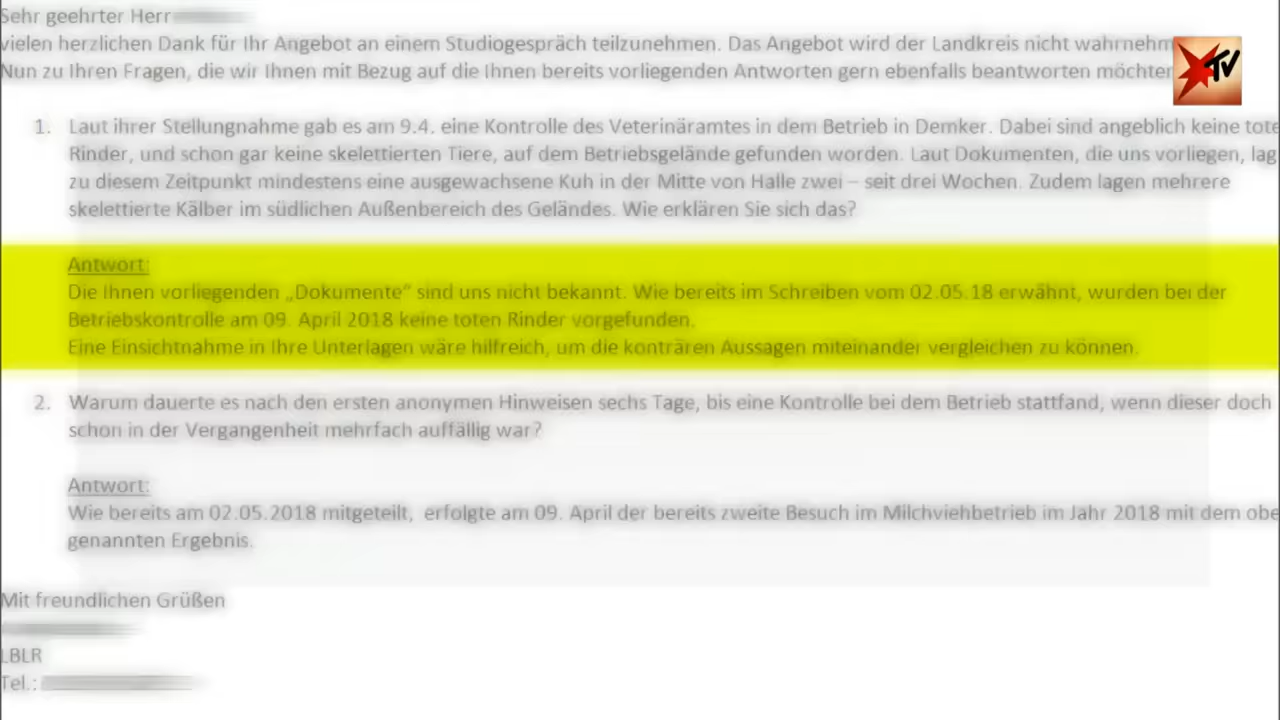 Sehr geehrter Herr
vielen herzlichen Dank für Ihr Angebot an einem Studiogespräch teilzunehmen. Das Angebot wird der Landkreis nicht wahrnehm
TV
Nun zu Ihren Fragen, die wir Ihnen mit Bezug auf die Ihnen bereits vorliegenden Antworten gern ebenfalls beantworten möchten
1. Laut ihrer Stellungnahme gab es am 9.4. eine Kontrolle des Veterinäramtes in dem Betrieb in Demker. Dabei sind angeblich keine tote
Rinder, und schon gar keine skelettierten Tiere, auf dem Betriebsgelände gefunden worden. Laut Dokumenten, die uns vorliegen, lag
zu diesem Zeitpunkt mindestens eine ausgewachsene Kuh in der Mitte von Halle zwei – seit drei Wochen. Zudem lagen mehrere
skelettierte Kälber im südlichen Außenbereich des Geländes. Wie erklären Sie sich das?
Antwort:
Die Ihnen vorliegenden „Dokumente“ sind uns nicht bekannt. Wie bereits im Schreiben vom 02.05.18 erwähnt, wurden bei der
Betriebskontrolle am 09. April 2018 keine toten Rinder vorgefunden.
Eine Einsichtnahme in Ihre Unterlagen wäre hilfreich, um die konträren Aussagen miteinander vergleichen zu können.
2. Warum dauerte es nach den ersten anonymen Hinweisen sechs Tage, bis eine Kontrolle bei dem Betrieb stattfand, wenn dieser doch
schon in der Vergangenheit mehrfach auffällig war?
Antwort:
Wie bereits am 02.05.2018 mitgeteilt, erfolgte am 09. April der bereits zweite Besuch im Milchviehbetrieb im Jahr 2018 mit dem obe
genannten Ergebnis.
Mit freundlichen Grüßen
LBLR
Tel.: